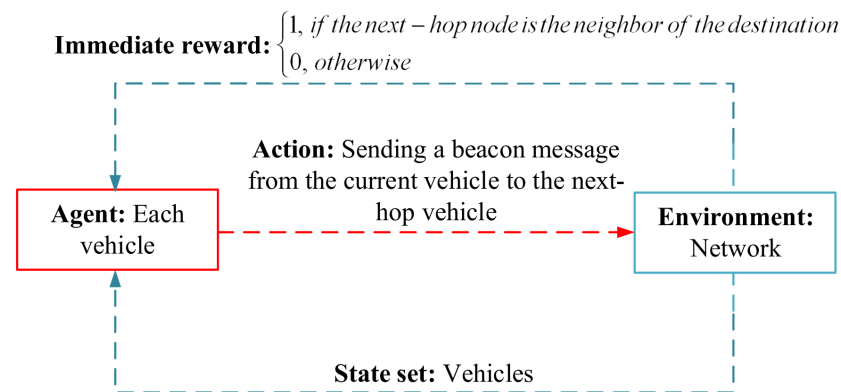 Immediate reward: {1, if the next – hop node is the neighbor of the destination
0, otherwise
Action: Sending a beacon message
from the current vehicle to the next-
hop vehicle
Agent: Each
vehicle
Environment:
Network
State set: Vehicles